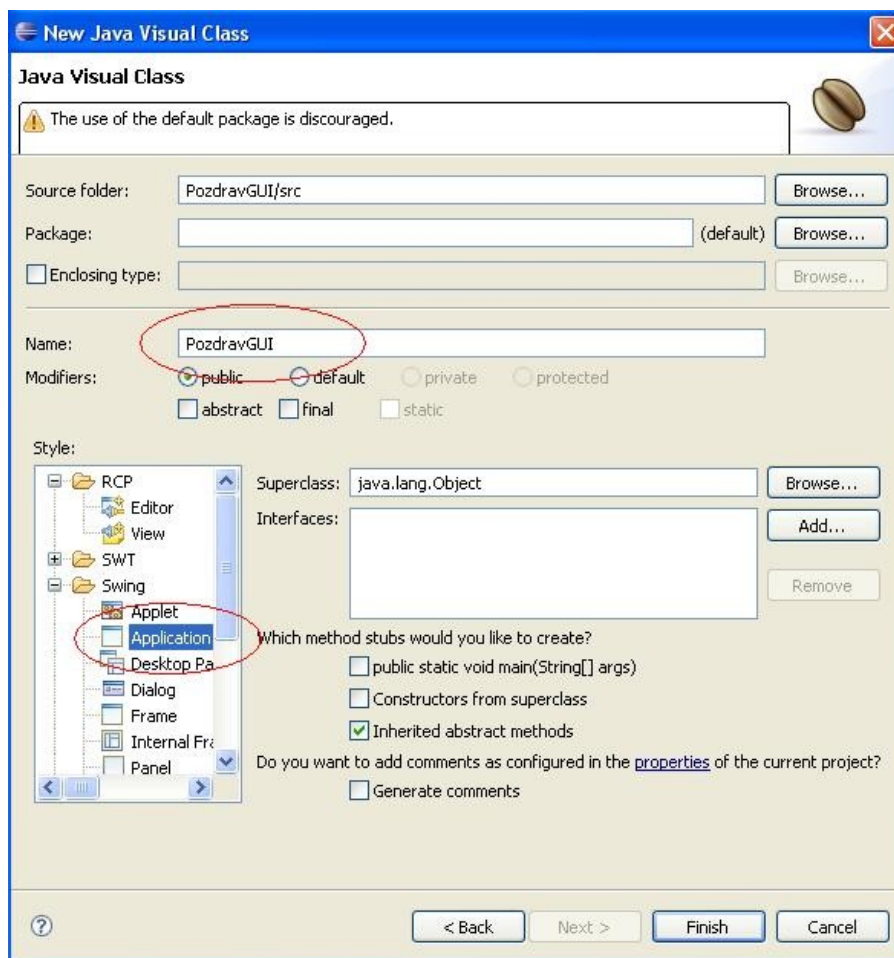 New Java Visual Class
Java Visual Class
The use of the default package is discouraged.
Source folder: PozdravGUI/src Browse...
Package: (default) Browse...
Enclosing type: Browse...
Name: PozdravGUI
Modifiers: public default private protected
abstract final static
Style:
RCP
Editor
View
SWT
Swing
Applet
Application
Desktop Pa
Dialog
Frame
Internal Fra
Panel
Superclass: java.lang.Object Browse...
Interfaces: Add...
Remove
Which method stubs would you like to create?
public static void main(String[] args)
Constructors from superclass
Inherited abstract methods
Do you want to add comments as configured in the properties of the current project?
Generate comments
? < Back Next > Finish Cancel